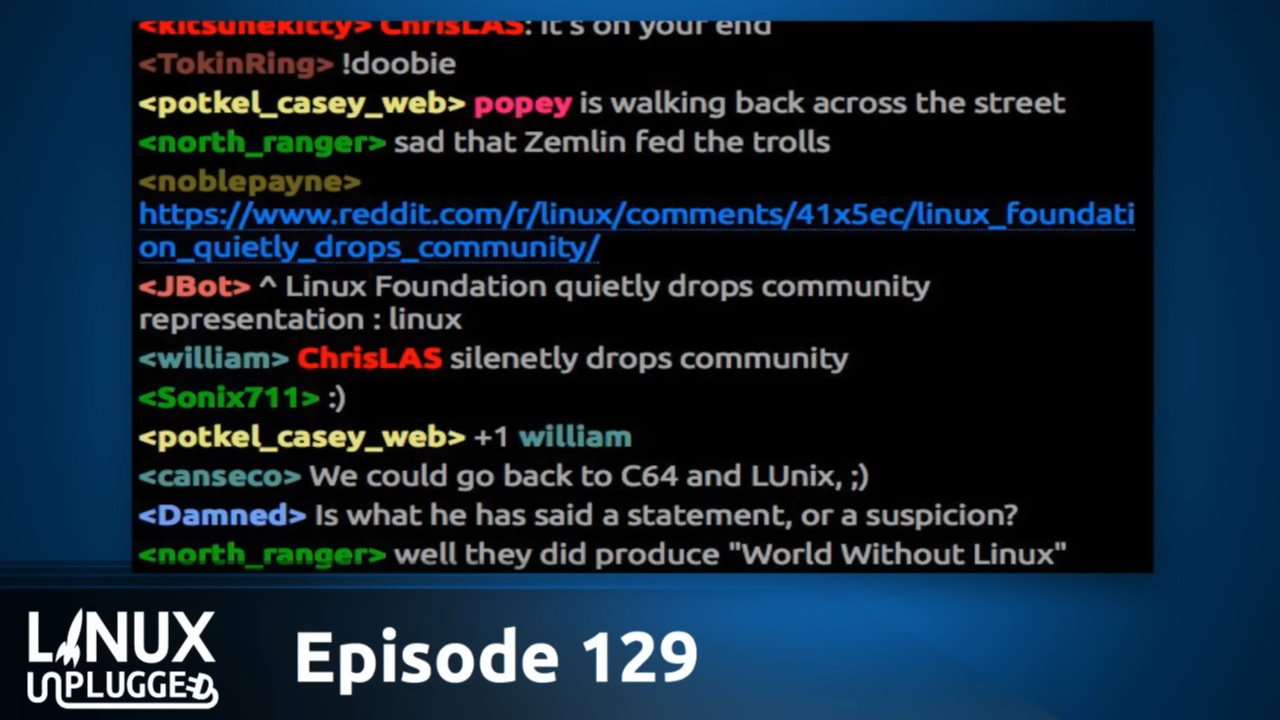 <kitsunekitty> ChrisLAS: it's on your end
<TokinRing> !doobie
<potkel_casey_web> popey is walking back across the street
<north_ranger> sad that Zemlin fed the trolls
<noblepayne>
https://www.reddit.com/r/linux/comments/41x5ec/linux_foundati
on_quietly_drops_community/
<JBot> ^ Linux Foundation quietly drops community
representation : linux
<william> ChrisLAS silenetly drops community
<Sonix711> :)
<potkel_casey_web> +1 william
<canseco> We could go back to C64 and LUnix, ;)
<Damned> Is what he has said a statement, or a suspicion?
<north_ranger> well they did produce "World Without Linux"
LINUX
UNPLUGGED
Episode 129